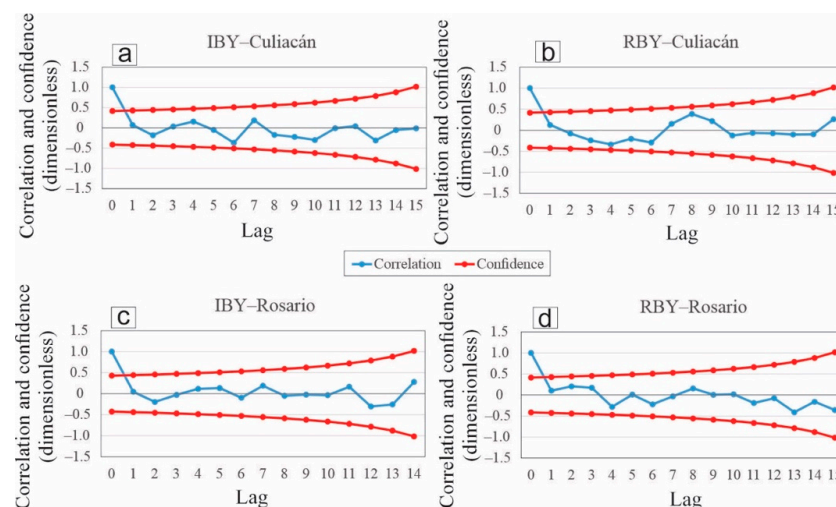 a
IBY–Culiacán
Correlation and confidence
(dimensionless)
1.5
1.0
0.5
0
−0.5
−1.0
−1.5
0 1 2 3 4 5 6 7 8 9 10 11 12 13 14 15
Lag
b
RBY–Culiacán
Correlation and confidence
(dimensionless)
1.5
1.0
0.5
0
−0.5
−1.0
−1.5
0 1 2 3 4 5 6 7 8 9 10 11 12 13 14 15
Lag
Correlation Confidence
c
IBY–Rosario
Correlation and confidence
(dimensionless)
1.5
1.0
0.5
0
−0.5
−1.0
−1.5
0 1 2 3 4 5 6 7 8 9 10 11 12 13 14
Lag
d
RBY–Rosario
Correlation and confidence
(dimensionless)
1.5
1.0
0.5
0
−0.5
−1.0
−1.5
0 1 2 3 4 5 6 7 8 9 10 11 12 13 14 15
Lag